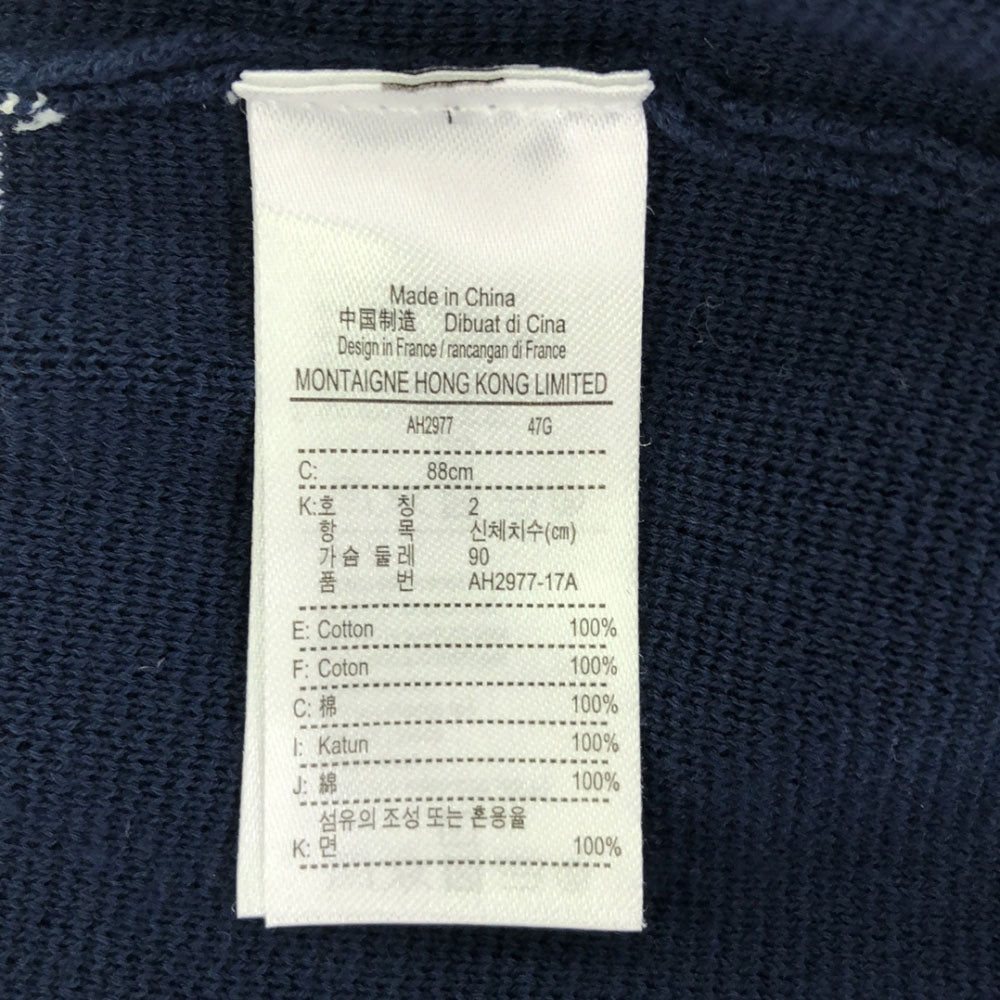 Made in China
中国制造 Dibuat di Cina
Design in France / rancangan di France
MONTAIGNE HONG KONG LIMITED
AH2977 47G
C: 88cm
K:호 칭 2
항 목 신체치수(cm)
가슴 둘레 90
품 번 AH2977-17A
E: Cotton 100%
F: Coton 100%
C: 棉 100%
I: Katun 100%
J: 綿 100%
섬유의 조성 또는 혼용율
K: 면 100%